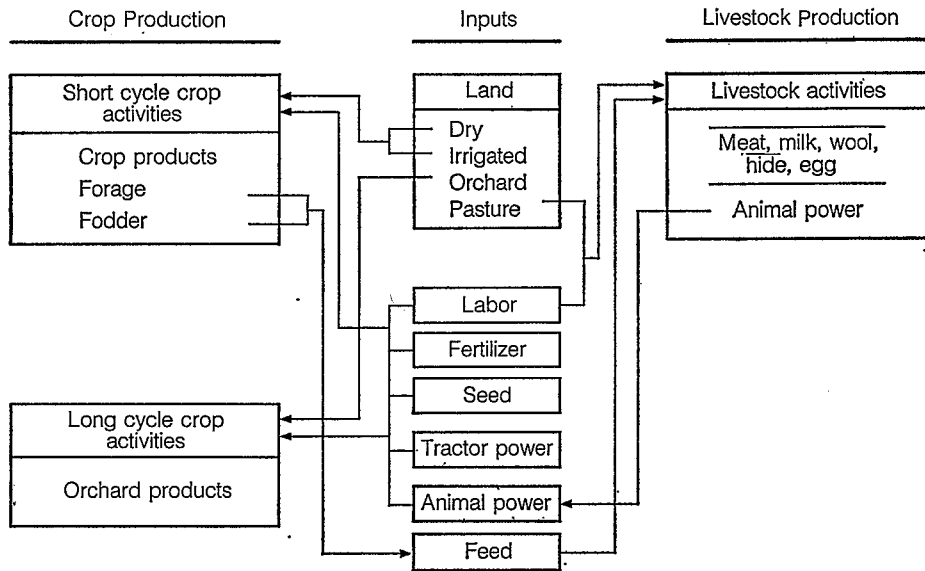 Crop Production
Inputs
Livestock Production
Short cycle crop
activities
Crop products
Forage
Fodder
Land
Dry
Irrigated
Orchard
Pasture
Livestock activities
Meat, milk, wool,
hide, egg
Animal power
Labor
Fertilizer
Seed
Tractor power
Animal power
Feed
Long cycle crop
activities
Orchard products